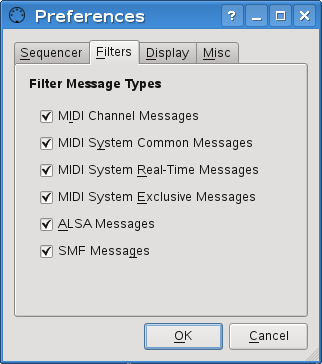 Preferences
Sequencer Filters Display Misc
Filter Message Types
MIDI Channel Messages
MIDI System Common Messages
MIDI System Real-Time Messages
MIDI System Exclusive Messages
ALSA Messages
SMF Messages
OK Cancel